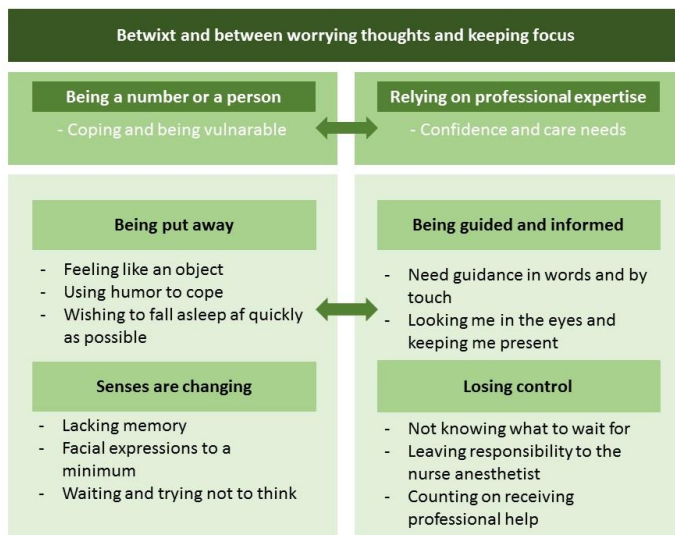 Betwixt and between worrying thoughts and keeping focus
Being a number or a person
- Coping and being vulnarable
Relying on professional expertise
- Confidence and care needs
Being put away
- Feeling like an object
- Using humor to cope
- Wishing to fall asleep af quickly
as possible
Senses are changing
- Lacking memory
- Facial expressions to a
minimum
- Waiting and trying not to think
Being guided and informed
- Need guidance in words and by
touch
- Looking me in the eyes and
keeping me present
Losing control
- Not knowing what to wait for
- Leaving responsibility to the
nurse anesthetist
- Counting on receiving
professional help